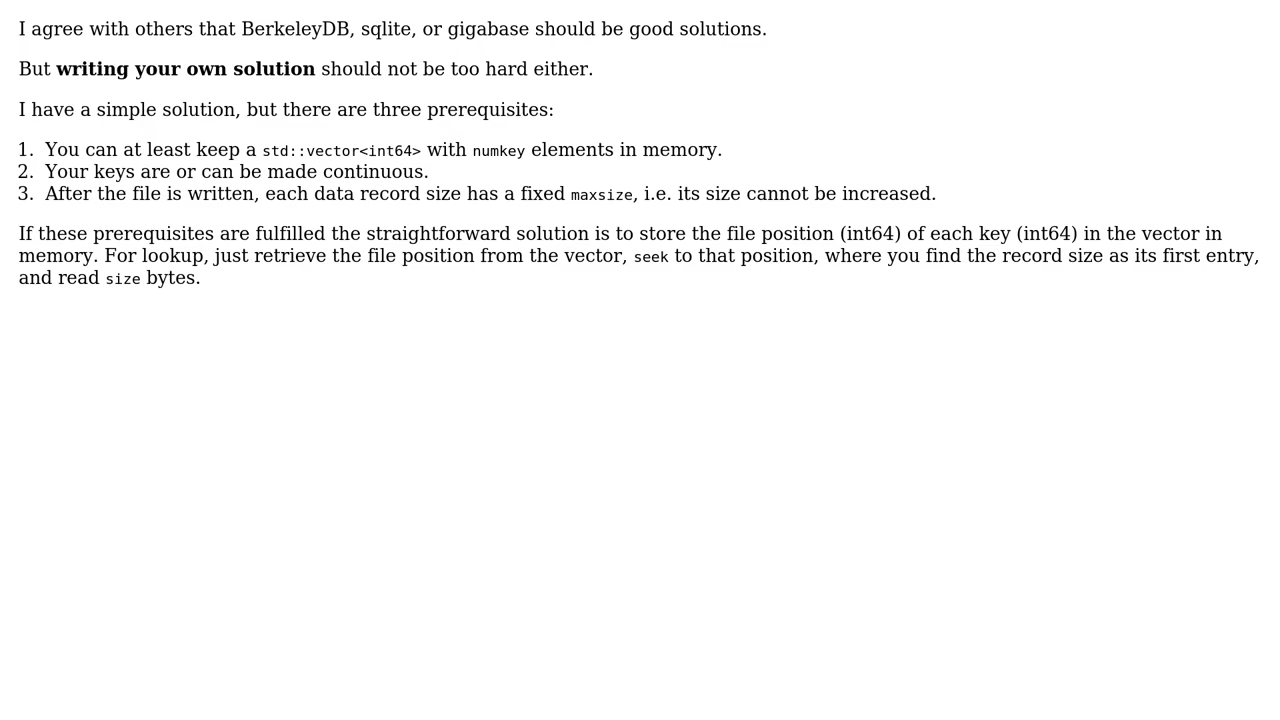 I agree with others that BerkeleyDB, sqlite, or gigabase should be good solutions.
But writing your own solution should not be too hard either.
I have a simple solution, but there are three prerequisites:
1. You can at least keep a std::vector<int64> with numkey elements in memory.
2. Your keys are or can be made continuous.
3. After the file is written, each data record size has a fixed maxsize, i.e. its size cannot be increased.
If these prerequisites are fulfilled the straightforward solution is to store the file position (int64) of each key (int64) in the vector in
memory. For lookup, just retrieve the file position from the vector, seek to that position, where you find the record size as its first entry,
and read size bytes.